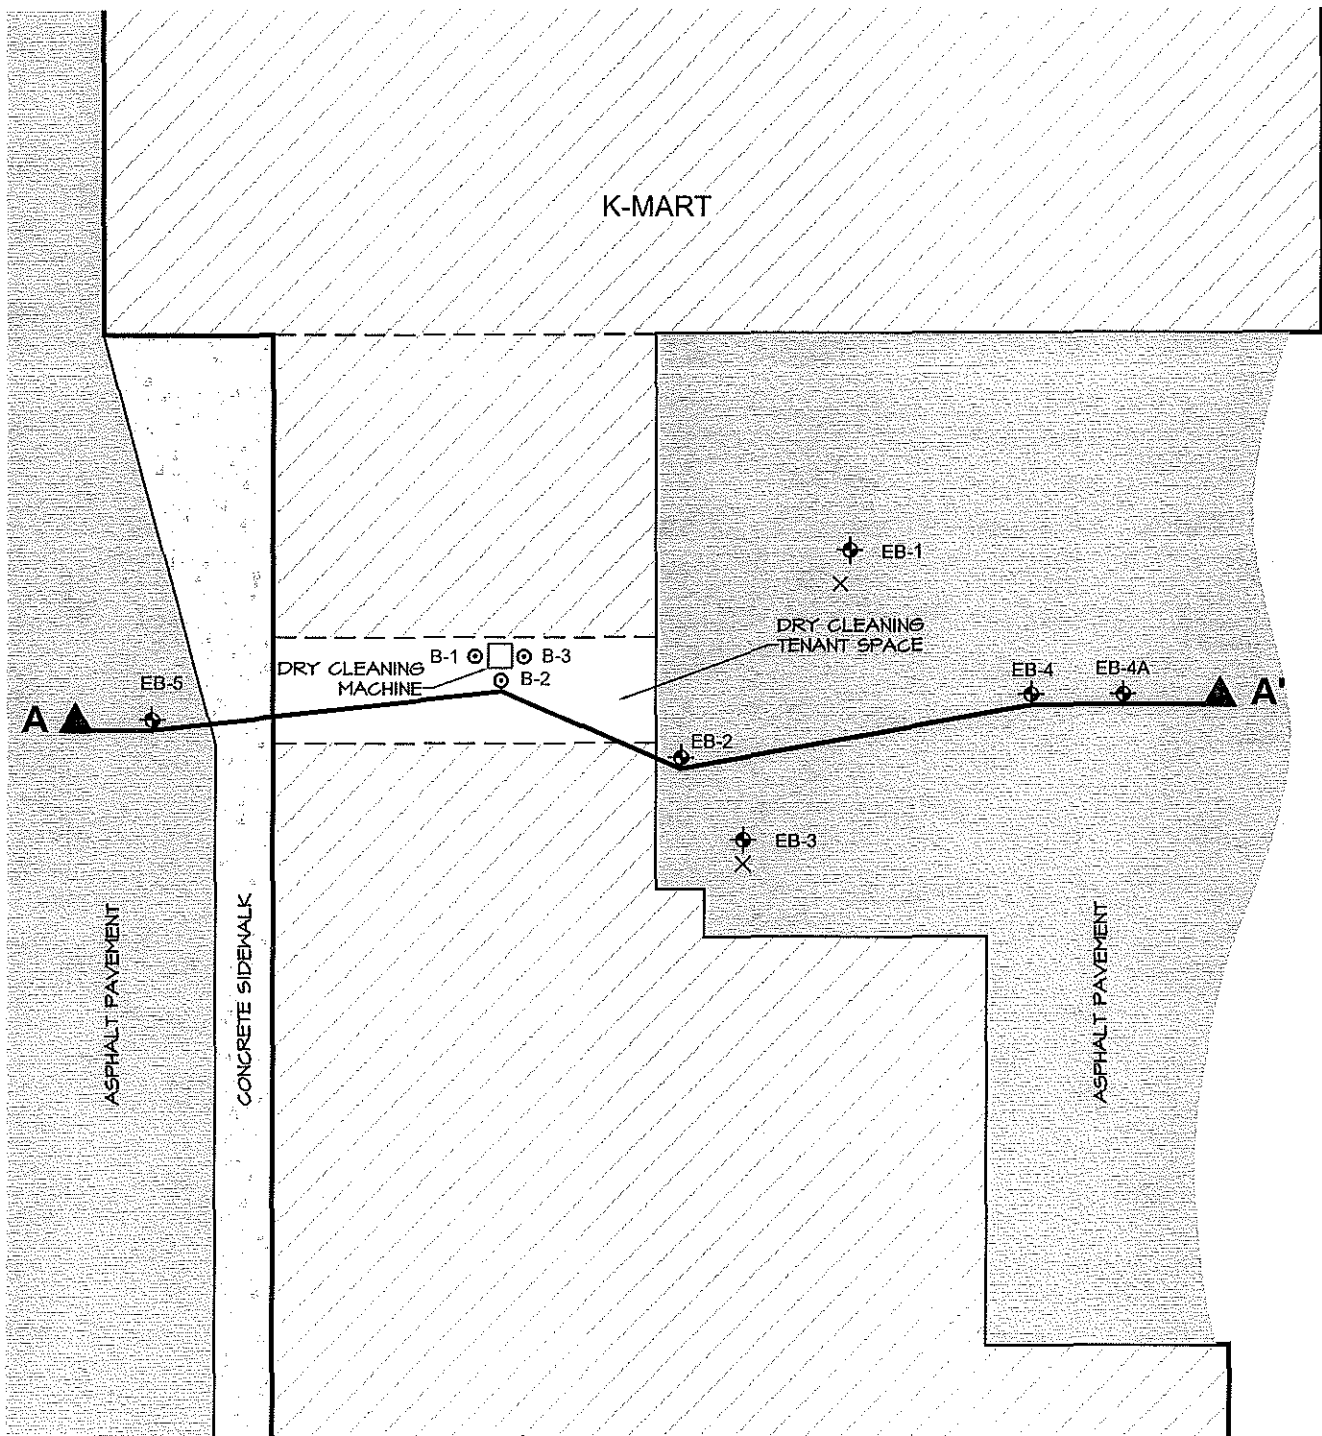 K-MART
EB-1
DRY CLEANING
TENANT SPACE
B-1
B-3
DRY CLEANING
MACHINE
B-2
EB-5
EB-4
EB-4A
A
A'
EB-2
EB-3
ASPHALT PAVEMENT
CONCRETE SIDEWALK
ASPHALT PAVEMENT